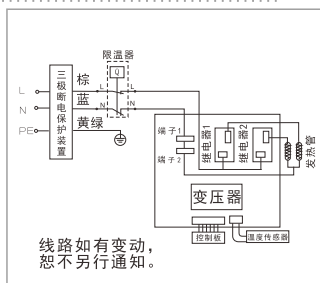 限温器
Q
L
N
PE
三极断电保护装置
棕
蓝
黄绿
L
N
L
N
端子1
端子2
继电器1
继电器2
发热管
变压器
控制板
温度传感器
线路如有变动，
恕不另行通知。